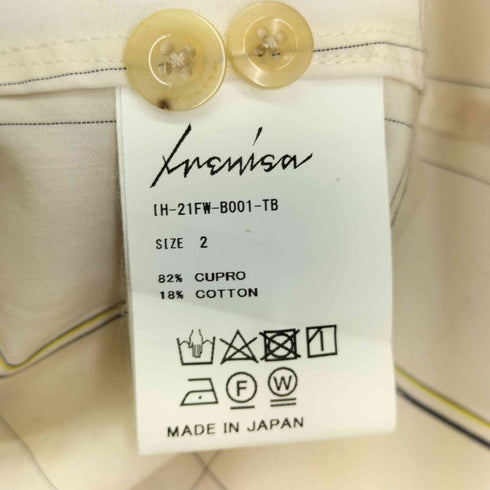 IH-21FW-B001-TB
SIZE 2
82% CUPRO
18% COTTON
F W
MADE IN JAPAN